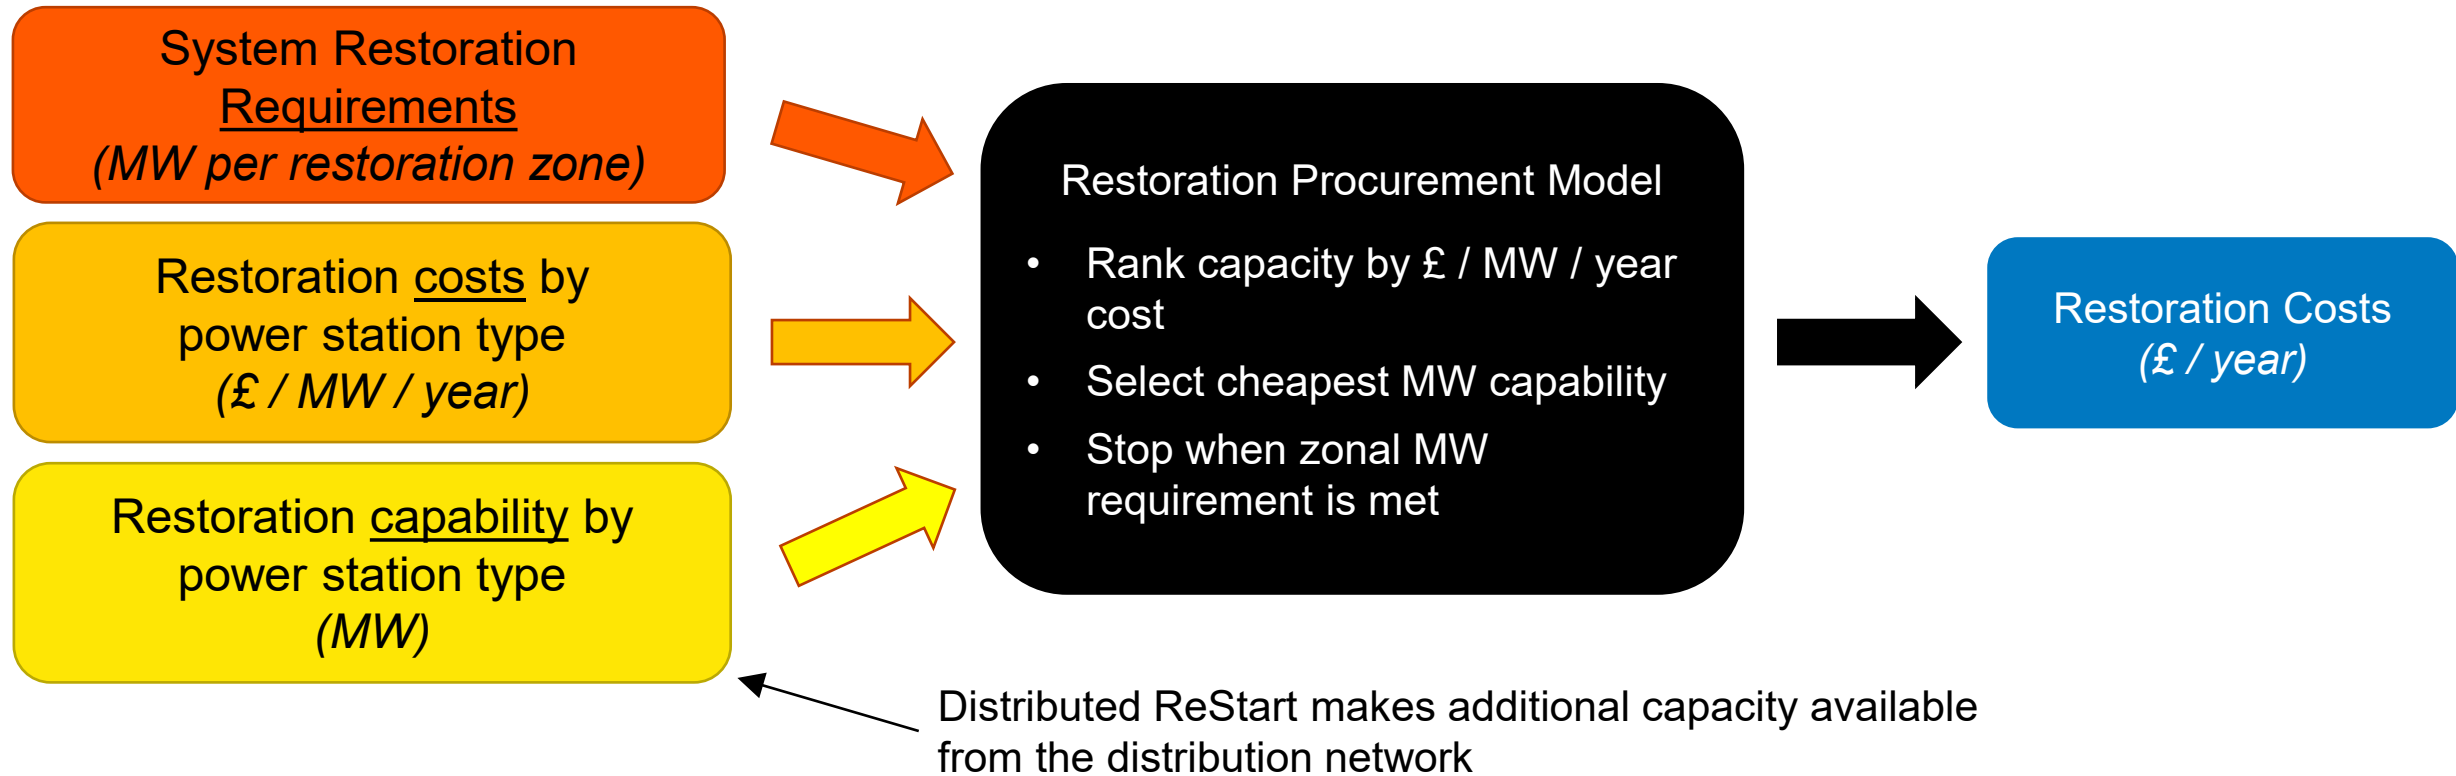 System Restoration
Requirements
(MW per restoration zone)
Restoration costs by
power station type
(£ / MW / year)
Restoration capability by
power station type
(MW)
Restoration Procurement Model
• Rank capacity by £ / MW / year
cost
• Select cheapest MW capability
• Stop when zonal MW
requirement is met
Restoration Costs
(£ / year)
Distributed ReStart makes additional capacity available
from the distribution network